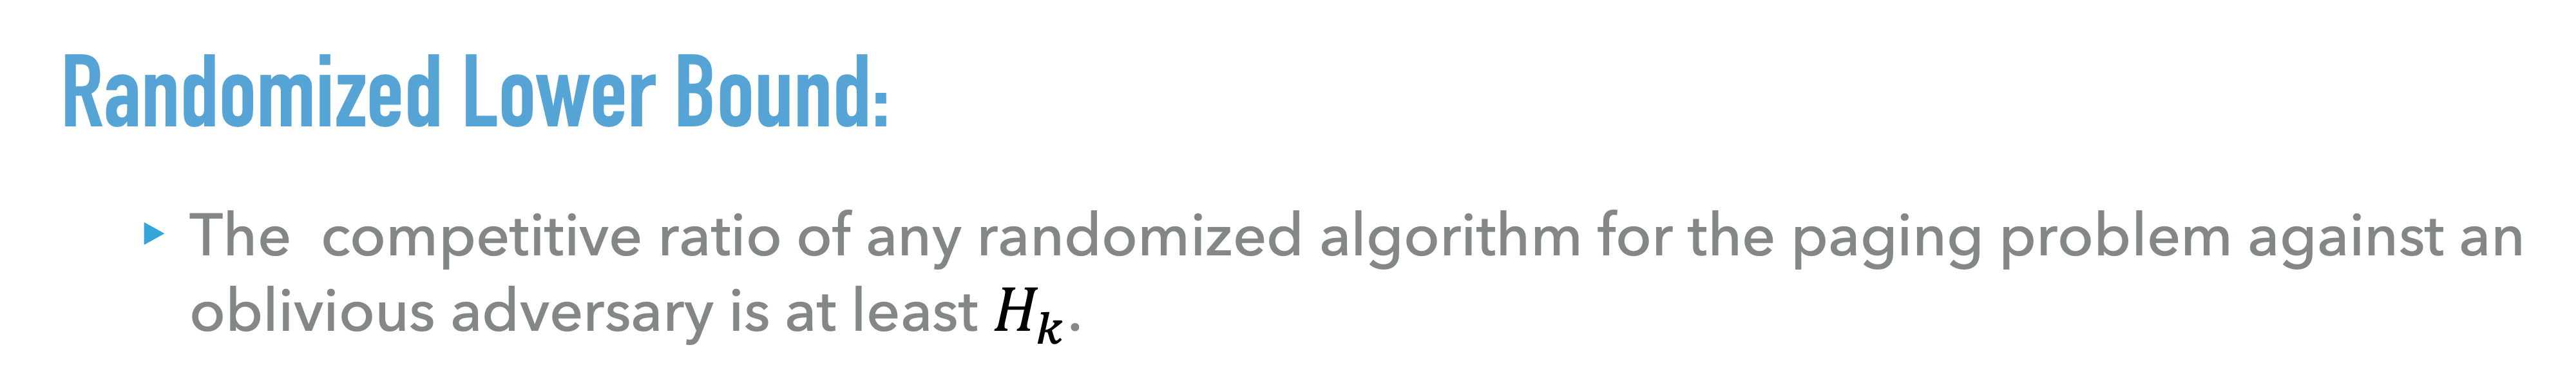 Randomized Lower Bound:
▸ The competitive ratio of any randomized algorithm for the paging problem against an
oblivious adversary is at least $H_k$.